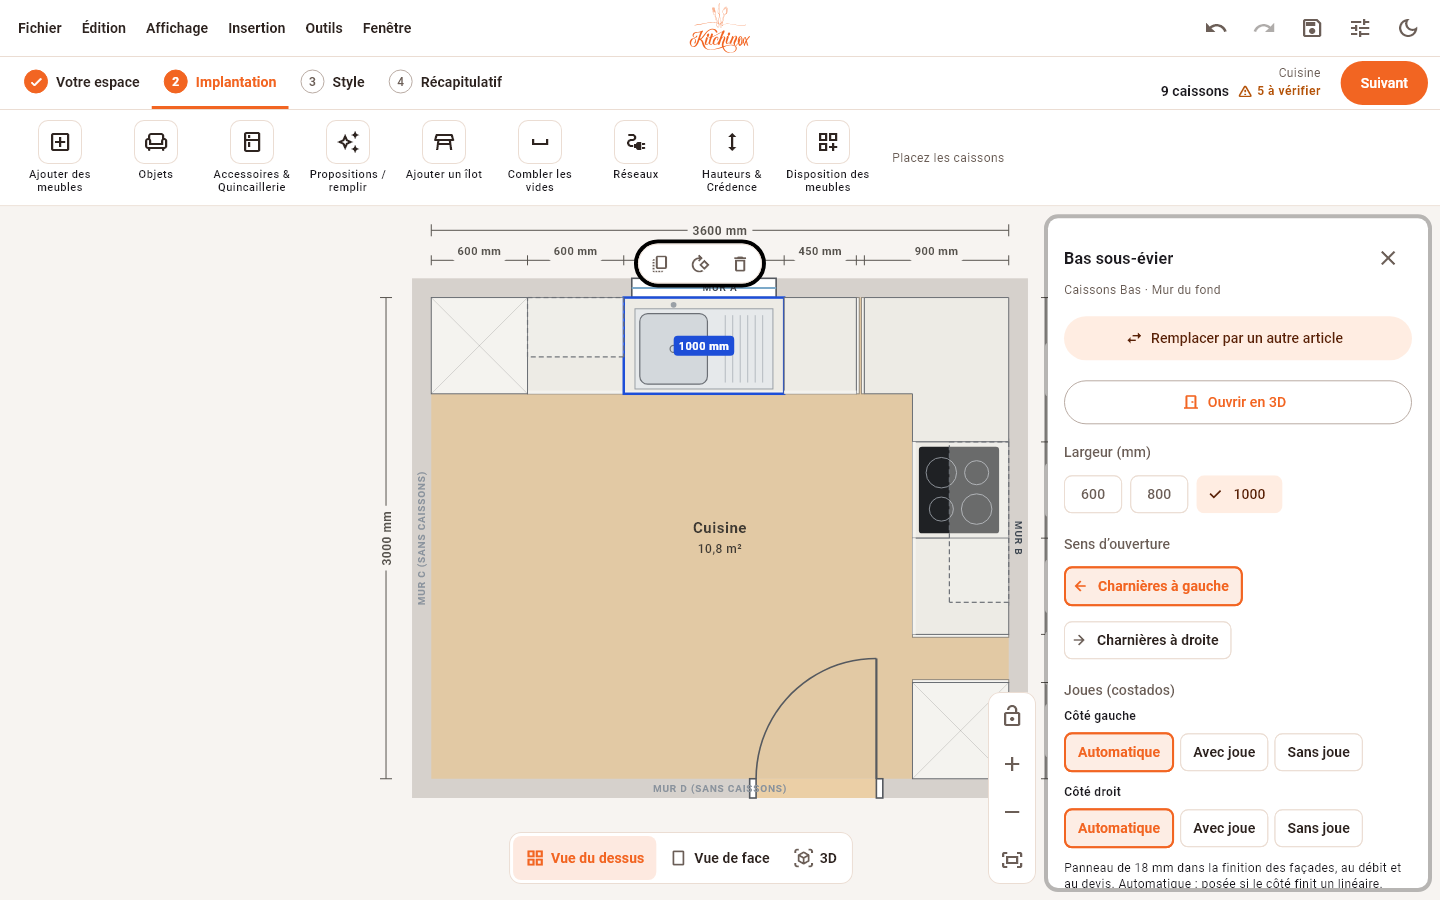 Fichier Édition Affichage Insertion Outils Fenêtre
Kitchinox
Votre espace 2 Implantation 3 Style 4 Récapitulatif
Cuisine
9 caissons 5 à vérifier
Suivant
Ajouter des meubles
Objets
Accessoires & Quincaillerie
Propositions / remplir
Ajouter un îlot
Combler les vides
Réseaux
Hauteurs & Crédence
Disposition des meubles
Placez les caissons
3600 mm
600 mm 600 mm 450 mm 900 mm
MUR A
1000 mm
3000 mm
MUR C (SANS CAISSONS)
Cuisine
10,8 m²
MUR B
MUR D (SANS CAISSONS)
Vue du dessus Vue de face 3D
Bas sous-évier
Caissons Bas · Mur du fond
Remplacer par un autre article
Ouvrir en 3D
Largeur (mm)
600 800 1000
Sens d’ouverture
Charnières à gauche
Charnières à droite
Joues (costados)
Côté gauche
Automatique Avec joue Sans joue
Côté droit
Automatique Avec joue Sans joue
Panneau de 18 mm dans la finition des façades, au débit et
au devis. Automatique : posée si le côté finit un linéaire.